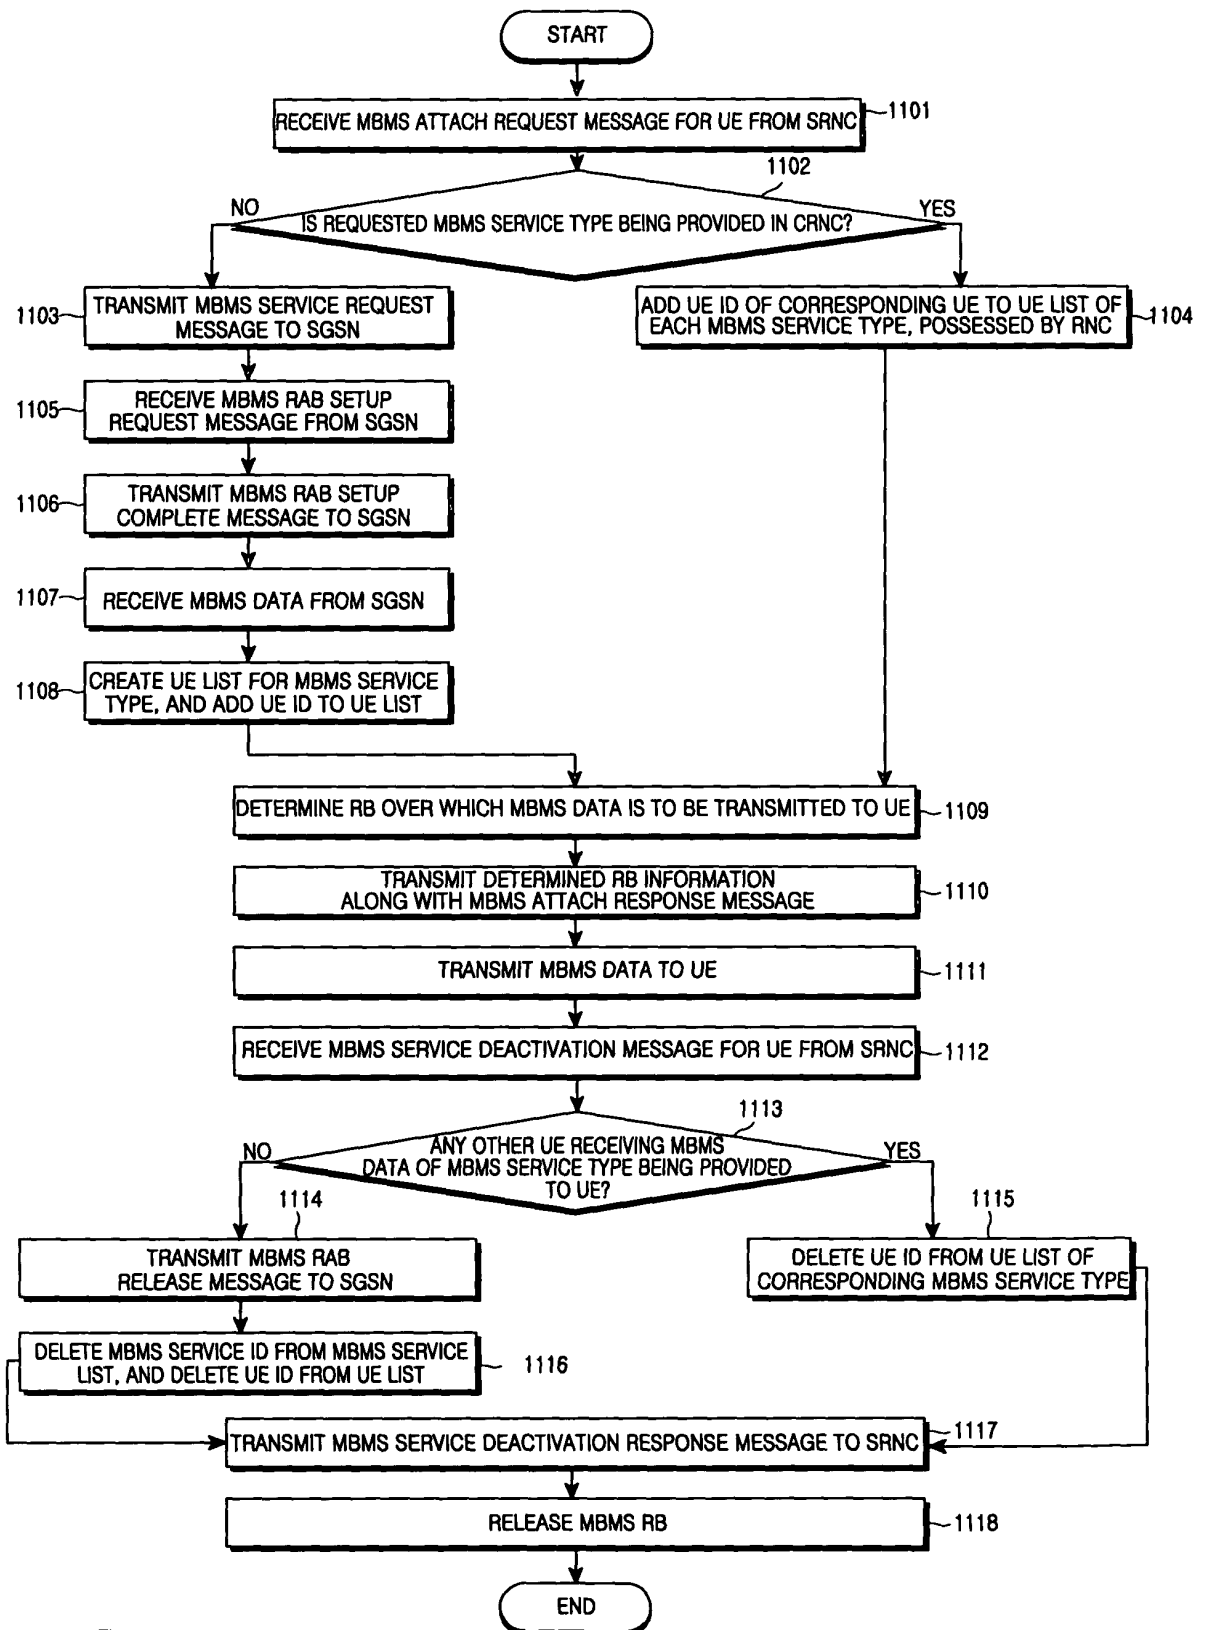 START
RECEIVE MBMS ATTACH REQUEST MESSAGE FOR UE FROM SRNC
1101
1102
NO
IS REQUESTED MBMS SERVICE TYPE BEING PROVIDED IN CRNC?
YES
1103
TRANSMIT MBMS SERVICE REQUEST
MESSAGE TO SGSN
ADD UE ID OF CORRESPONDING UE TO UE LIST OF
EACH MBMS SERVICE TYPE, POSSESSED BY RNC
1104
1105
RECEIVE MBMS RAB SETUP
REQUEST MESSAGE FROM SGSN
1106
TRANSMIT MBMS RAB SETUP
COMPLETE MESSAGE TO SGSN
1107
RECEIVE MBMS DATA FROM SGSN
1108
CREATE UE LIST FOR MBMS SERVICE
TYPE, AND ADD UE ID TO UE LIST
DETERMINE RB OVER WHICH MBMS DATA IS TO BE TRANSMITTED TO UE
1109
TRANSMIT DETERMINED RB INFORMATION
ALONG WITH MBMS ATTACH RESPONSE MESSAGE
1110
TRANSMIT MBMS DATA TO UE
1111
RECEIVE MBMS SERVICE DEACTIVATION MESSAGE FOR UE FROM SRNC
1112
1113
NO
ANY OTHER UE RECEIVING MBMS
DATA OF MBMS SERVICE TYPE BEING PROVIDED
TO UE?
YES
1114
TRANSMIT MBMS RAB
RELEASE MESSAGE TO SGSN
1115
DELETE UE ID FROM UE LIST OF
CORRESPONDING MBMS SERVICE TYPE
DELETE MBMS SERVICE ID FROM MBMS SERVICE
LIST, AND DELETE UE ID FROM UE LIST
1116
TRANSMIT MBMS SERVICE DEACTIVATION RESPONSE MESSAGE TO SRNC
1117
RELEASE MBMS RB
1118
END